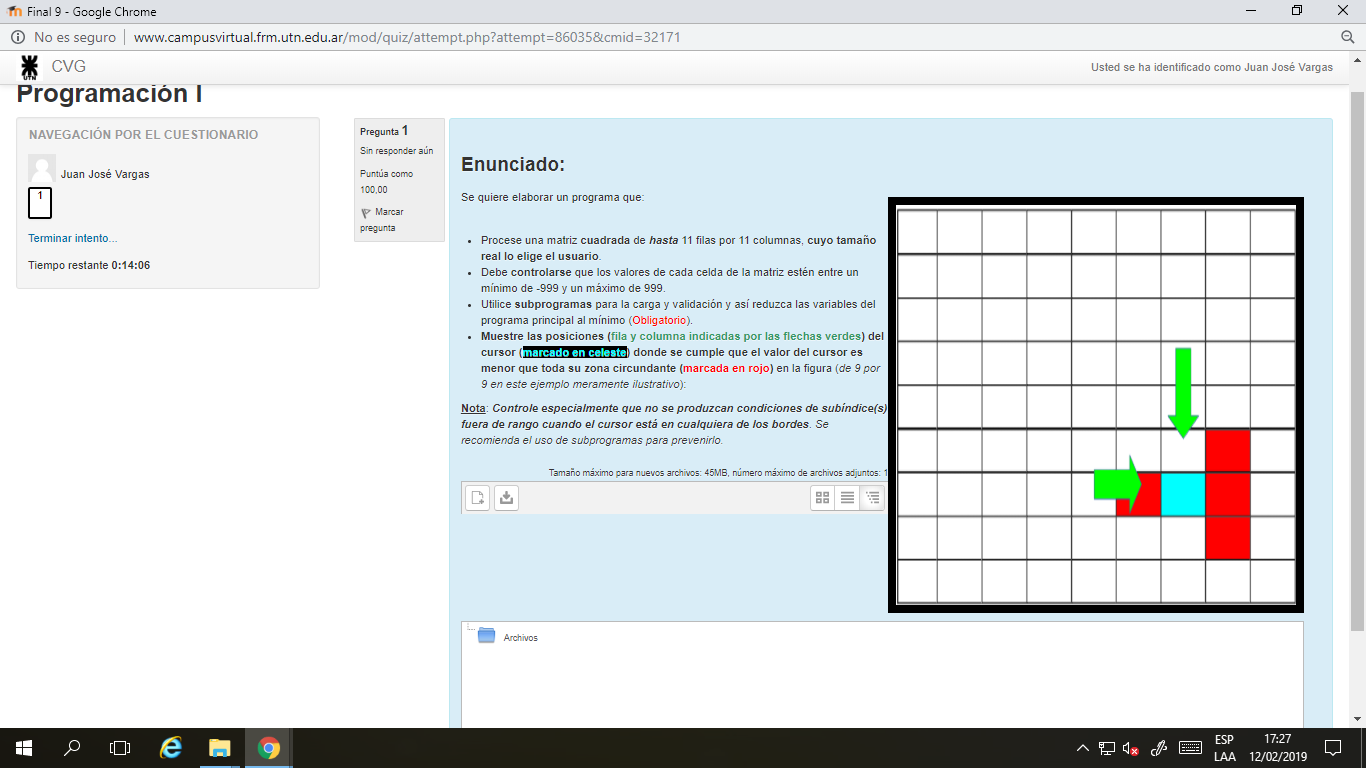 Final 9 - Google Chrome
No es seguro | www.campusvirtual.frm.utn.edu.ar/mod/quiz/attempt.php?attempt=86035&cmid=32171
UTN
CVG
Usted se ha identificado como Juan José Vargas
Programación I
NAVEGACIÓN POR EL CUESTIONARIO
Juan José Vargas
1
Terminar intento...
Tiempo restante 0:14:06
Pregunta 1
Sin responder aún
Puntúa como
100,00
Marcar
pregunta
Enunciado:
Se quiere elaborar un programa que:
Procese una matriz cuadrada de hasta 11 filas por 11 columnas, cuyo tamaño
real lo elige el usuario.
Debe controlarse que los valores de cada celda de la matriz estén entre un
mínimo de -999 y un máximo de 999.
Utilice subprogramas para la carga y validación y así reduzca las variables del
programa principal al mínimo (Obligatorio).
Muestre las posiciones (fila y columna indicadas por las flechas verdes) del
cursor (marcado en celeste) donde se cumple que el valor del cursor es
menor que toda su zona circundante (marcada en rojo) en la figura (de 9 por
9 en este ejemplo meramente ilustrativo):
Nota: Controle especialmente que no se produzcan condiciones de subíndice(s)
fuera de rango cuando el cursor está en cualquiera de los bordes. Se
recomienda el uso de subprogramas para prevenirlo.
Tamaño máximo para nuevos archivos: 45MB, número máximo de archivos adjuntos: 1
Archivos
ESP
LAA
17:27
12/02/2019